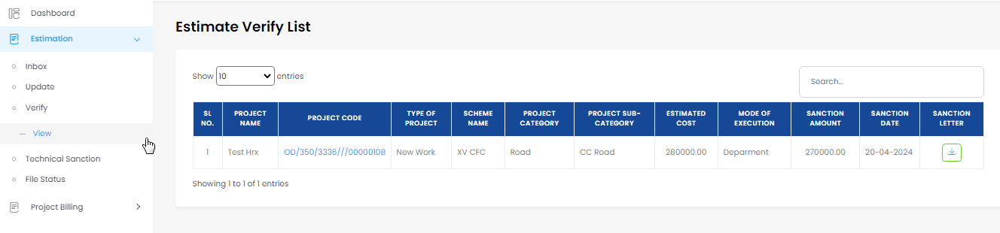 Dashboard
Estimation
Inbox
Update
Verify
View
Technical Sanction
File Status
Project Billing
Estimate Verify List
Show 10 entries
Search...
SL NO. PROJECT NAME PROJECT CODE TYPE OF PROJECT SCHEME NAME PROJECT CATEGORY PROJECT SUB-CATEGORY ESTIMATED COST MODE OF EXECUTION SANCTION AMOUNT SANCTION DATE SANCTION LETTER
1 Test Hrx OD/350/3336///00000108 New Work XV CFC Road CC Road 280000.00 Deparment 270000.00 20-04-2024
Showing 1 to 1 of 1 entries